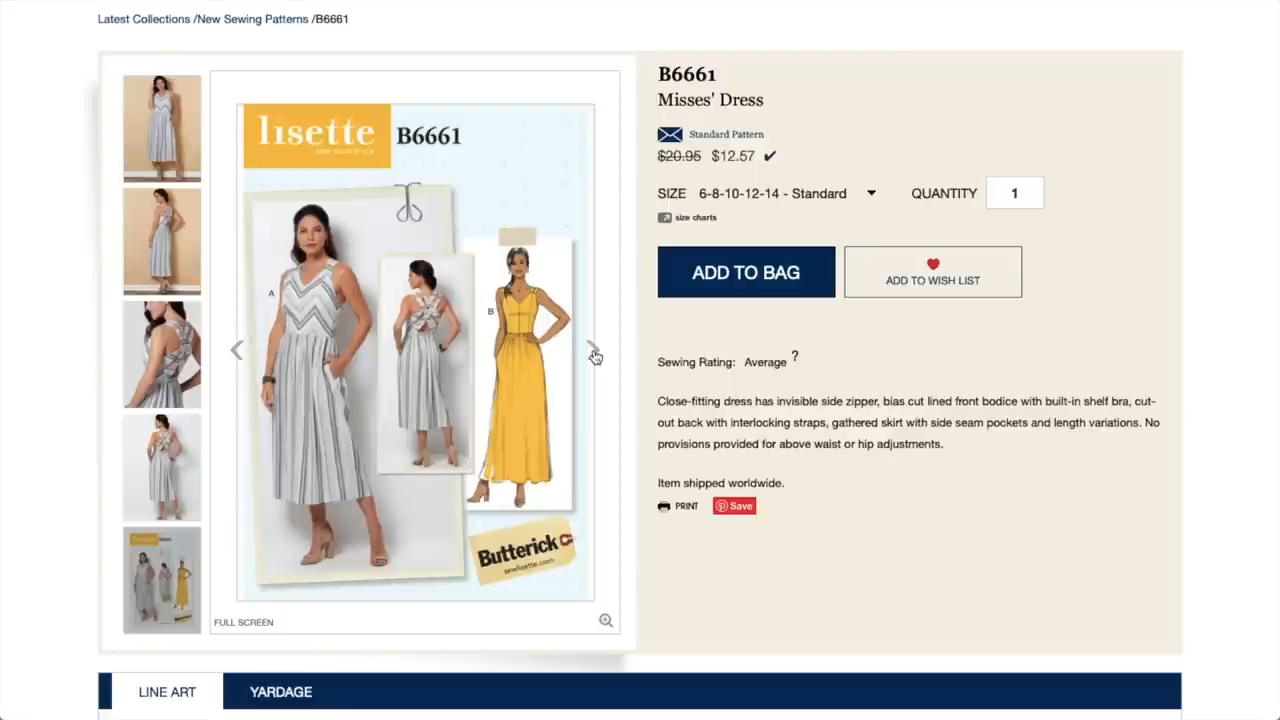 Latest Collections /New Sewing Patterns /B6661
lisette
B6661
A
B
Butterick
sewlisette.com
FULL SCREEN
B6661
Misses' Dress
Standard Pattern
$20.95 $12.57 ✔
SIZE 6-8-10-12-14 - Standard QUANTITY 1
size charts
ADD TO BAG
ADD TO WISH LIST
Sewing Rating: Average ?
Close-fitting dress has invisible side zipper, bias cut lined front bodice with built-in shelf bra, cut-
out back with interlocking straps, gathered skirt with side seam pockets and length variations. No
provisions provided for above waist or hip adjustments.
Item shipped worldwide.
PRINT Save
LINE ART YARDAGE